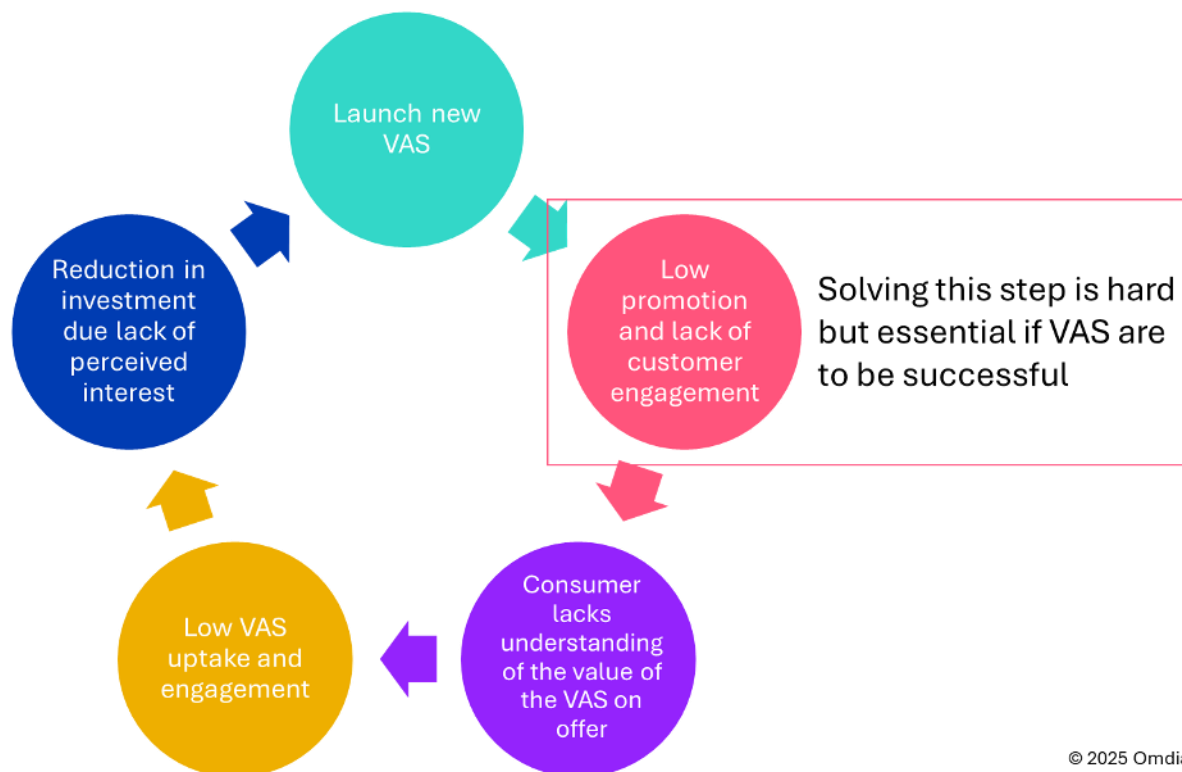 Launch new
VAS
Low
promotion
and lack of
customer
engagement
Solving this step is hard
but essential if VAS are
to be successful
Consumer
lacks
understanding
of the value of
the VAS on
offer
Low VAS
uptake and
engagement
Reduction in
investment
due lack of
perceived
interest
© 2025 Omdia